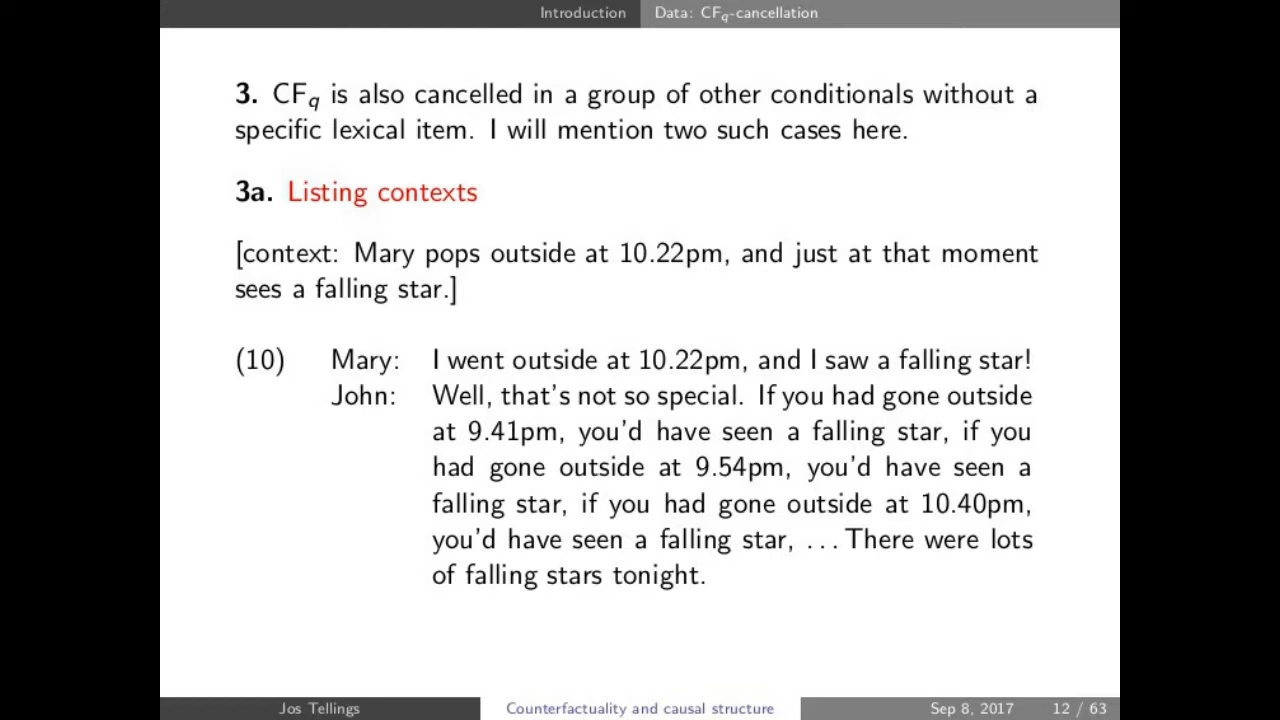 Introduction Data: CFq-cancellation
3. CFq is also cancelled in a group of other conditionals without a
specific lexical item. I will mention two such cases here.
3a. Listing contexts
[context: Mary pops outside at 10.22pm, and just at that moment
sees a falling star.]
(10) Mary: I went outside at 10.22pm, and I saw a falling star!
John: Well, that's not so special. If you had gone outside
at 9.41pm, you'd have seen a falling star, if you
had gone outside at 9.54pm, you'd have seen a
falling star, if you had gone outside at 10.40pm,
you'd have seen a falling star, ... There were lots
of falling stars tonight.
Jos Tellings Counterfactuality and causal structure Sep 8, 2017 12 / 63